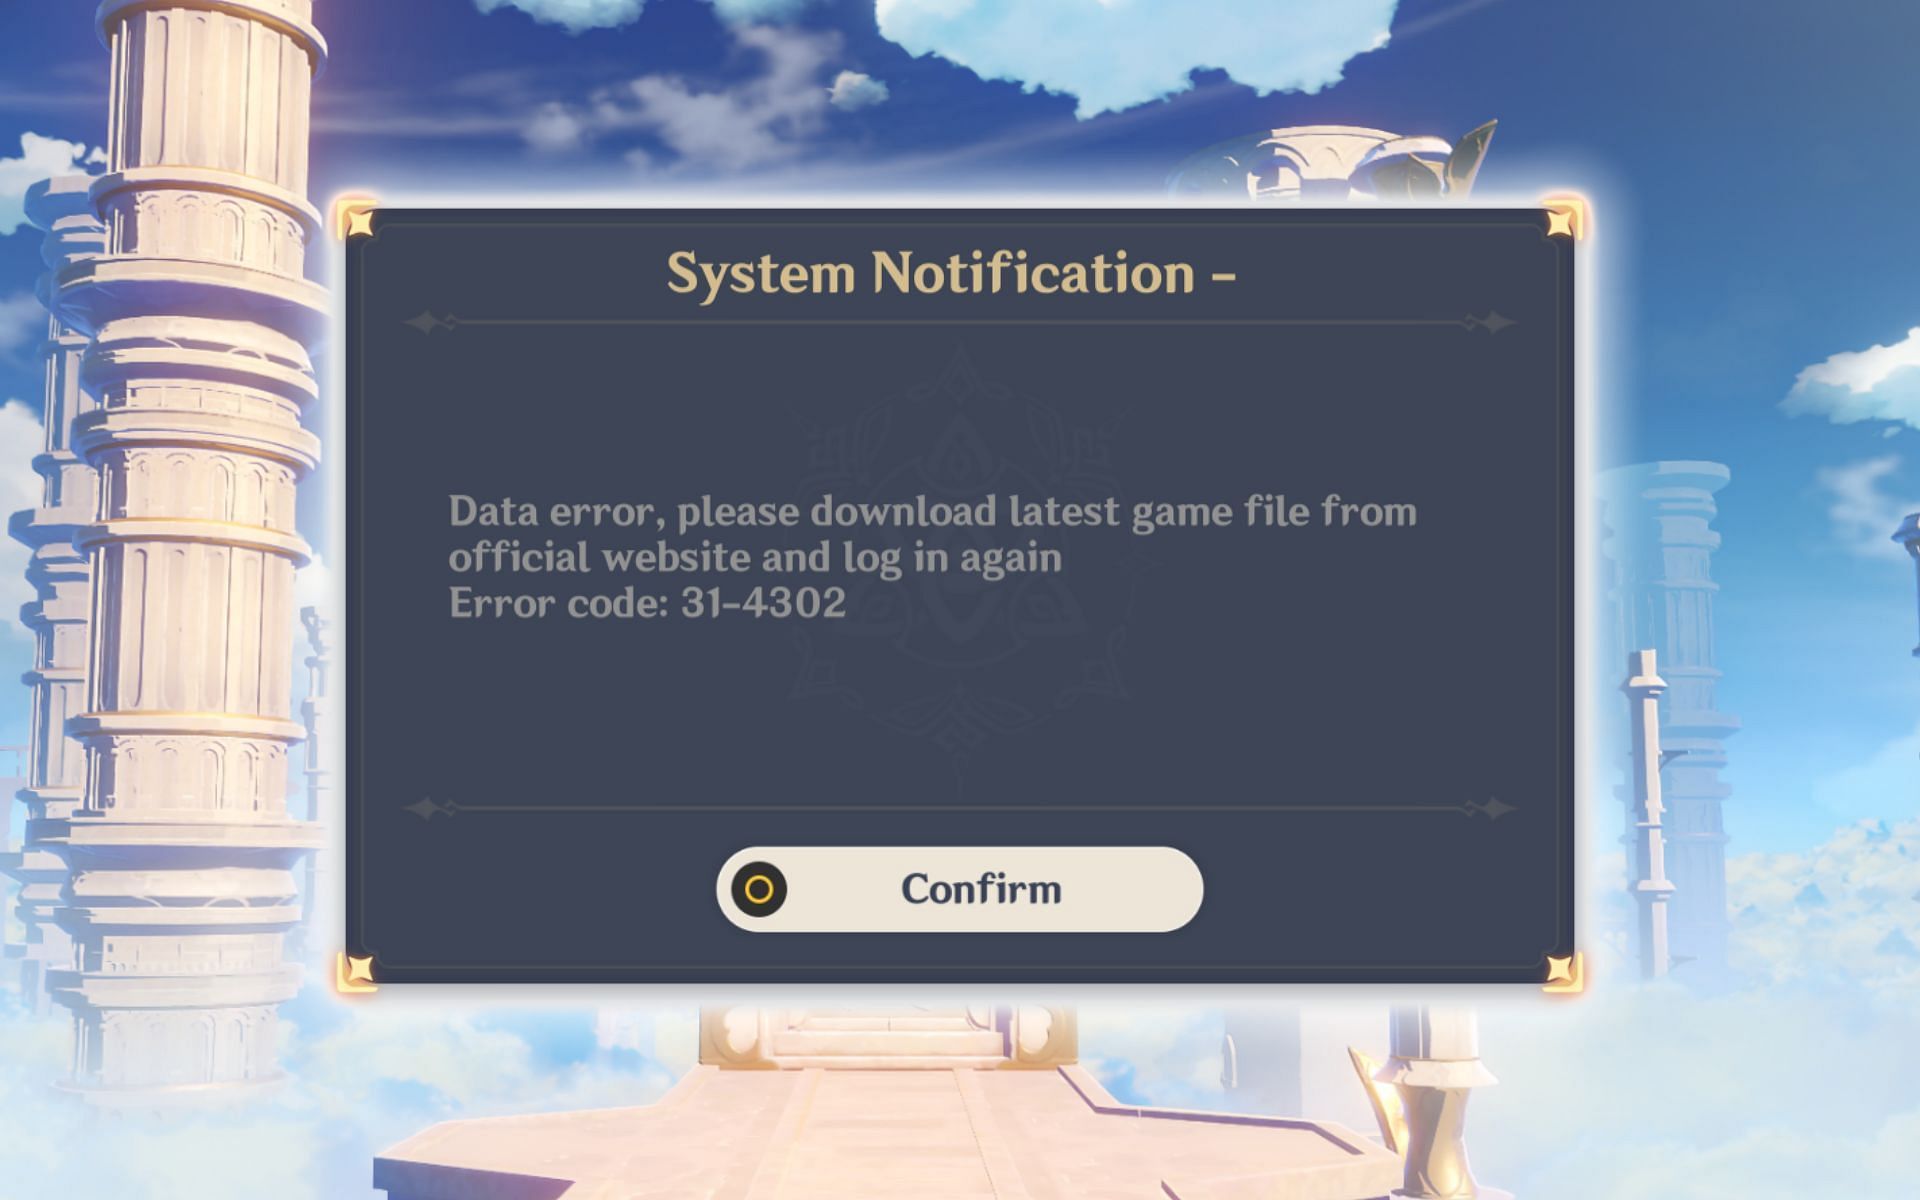 System Notification –
Data error, please download latest game file from
official website and log in again
Error code: 31-4302
Confirm